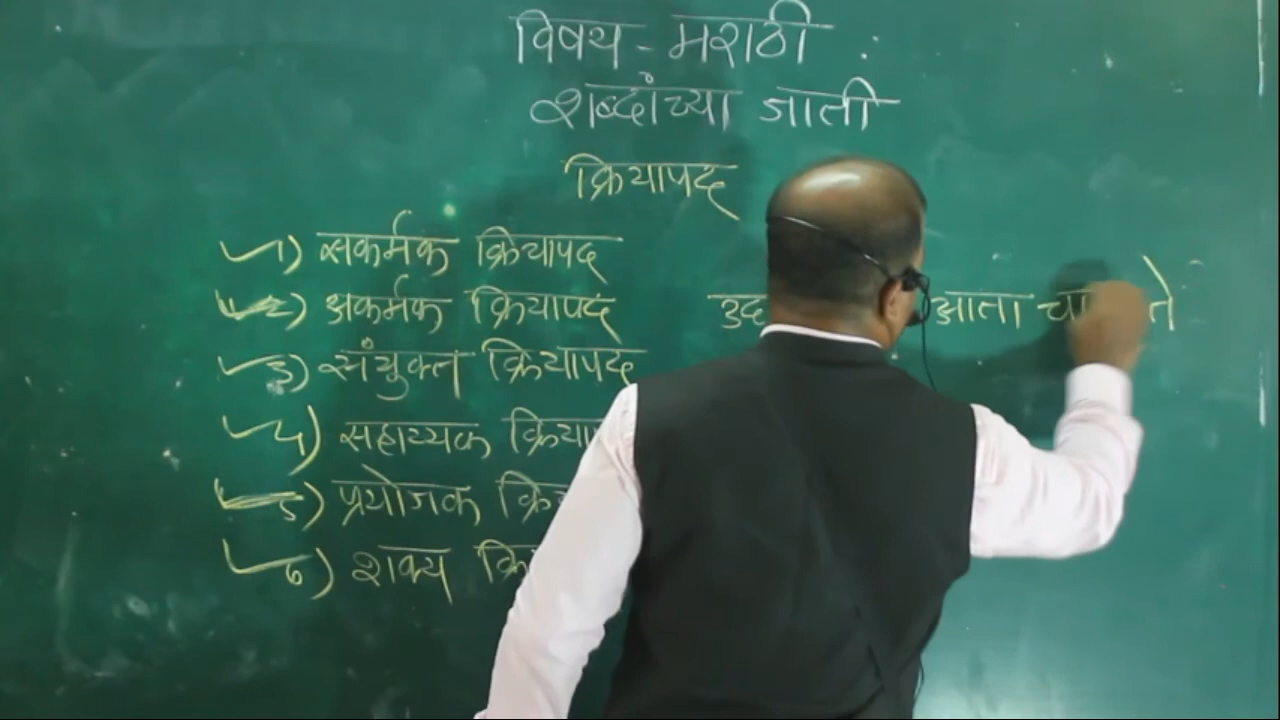 विषय - मराठी
शब्दांच्या जाती
क्रियापद
१) सकर्मक क्रियापद
२) अकर्मक क्रियापद आता
३) संयुक्त क्रियापद
४) सहाय्यक
५) प्रयोजक
६) शक्य